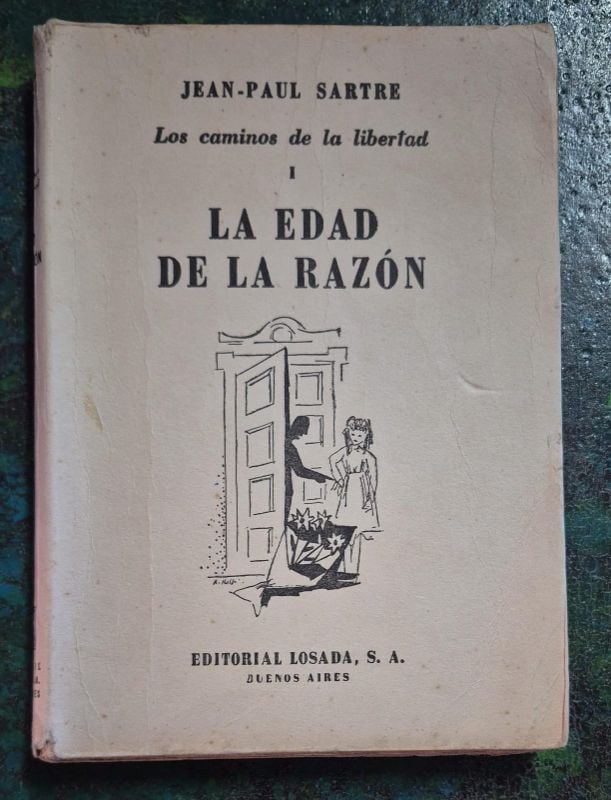 JEAN-PAUL SARTRE
Los caminos de la libertad
I
LA EDAD
DE LA RAZÓN
EDITORIAL LOSADA, S. A.
BUENOS AIRES